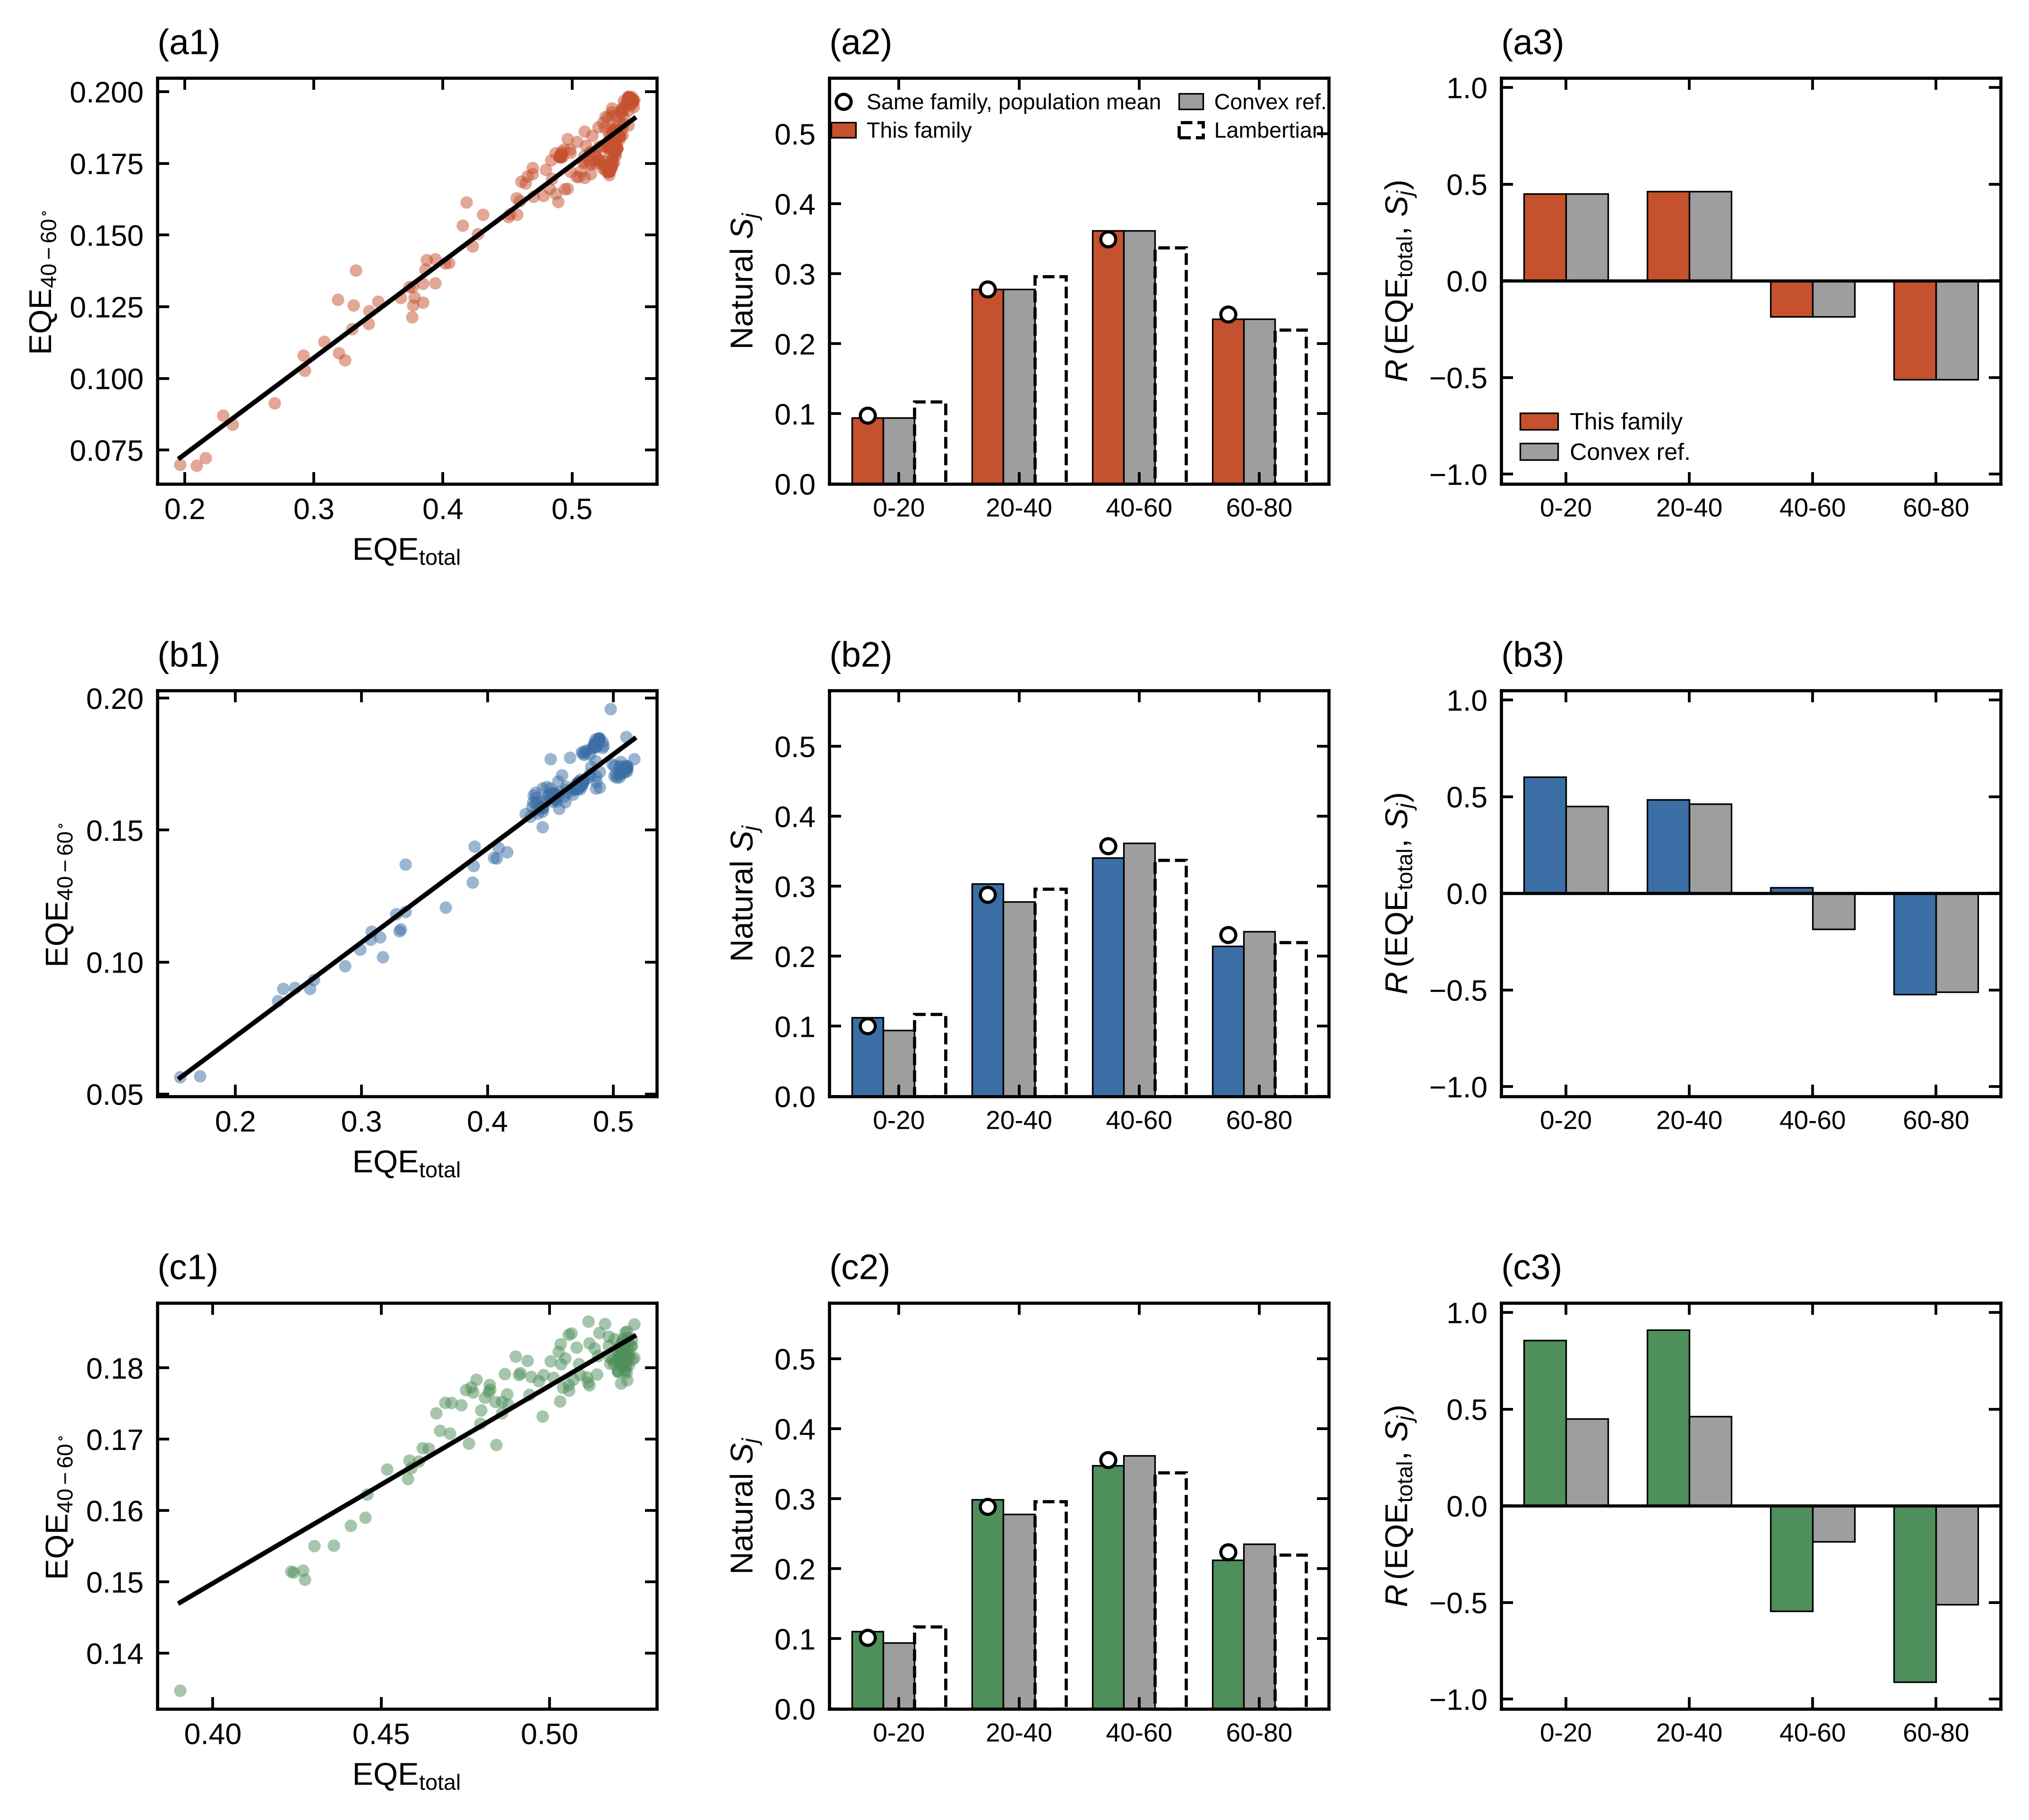 (a1)
0.200
0.175
0.150
0.125
0.100
0.075
EQE40−60°
0.2 0.3 0.4 0.5
EQEtotal
(a2)
Same family, population mean
This family
Convex ref.
Lambertian
0.5
0.4
0.3
0.2
0.1
0.0
Natural Sj
0-20 20-40 40-60 60-80
(a3)
1.0
0.5
0.0
−0.5
−1.0
R(EQEtotal, Sj)
This family
Convex ref.
0-20 20-40 40-60 60-80
(b1)
0.20
0.15
0.10
0.05
EQE40−60°
0.2 0.3 0.4 0.5
EQEtotal
(b2)
0.5
0.4
0.3
0.2
0.1
0.0
Natural Sj
0-20 20-40 40-60 60-80
(b3)
1.0
0.5
0.0
−0.5
−1.0
R(EQEtotal, Sj)
0-20 20-40 40-60 60-80
(c1)
0.18
0.17
0.16
0.15
0.14
EQE40−60°
0.40 0.45 0.50
EQEtotal
(c2)
0.5
0.4
0.3
0.2
0.1
0.0
Natural Sj
0-20 20-40 40-60 60-80
(c3)
1.0
0.5
0.0
−0.5
−1.0
R(EQEtotal, Sj)
0-20 20-40 40-60 60-80